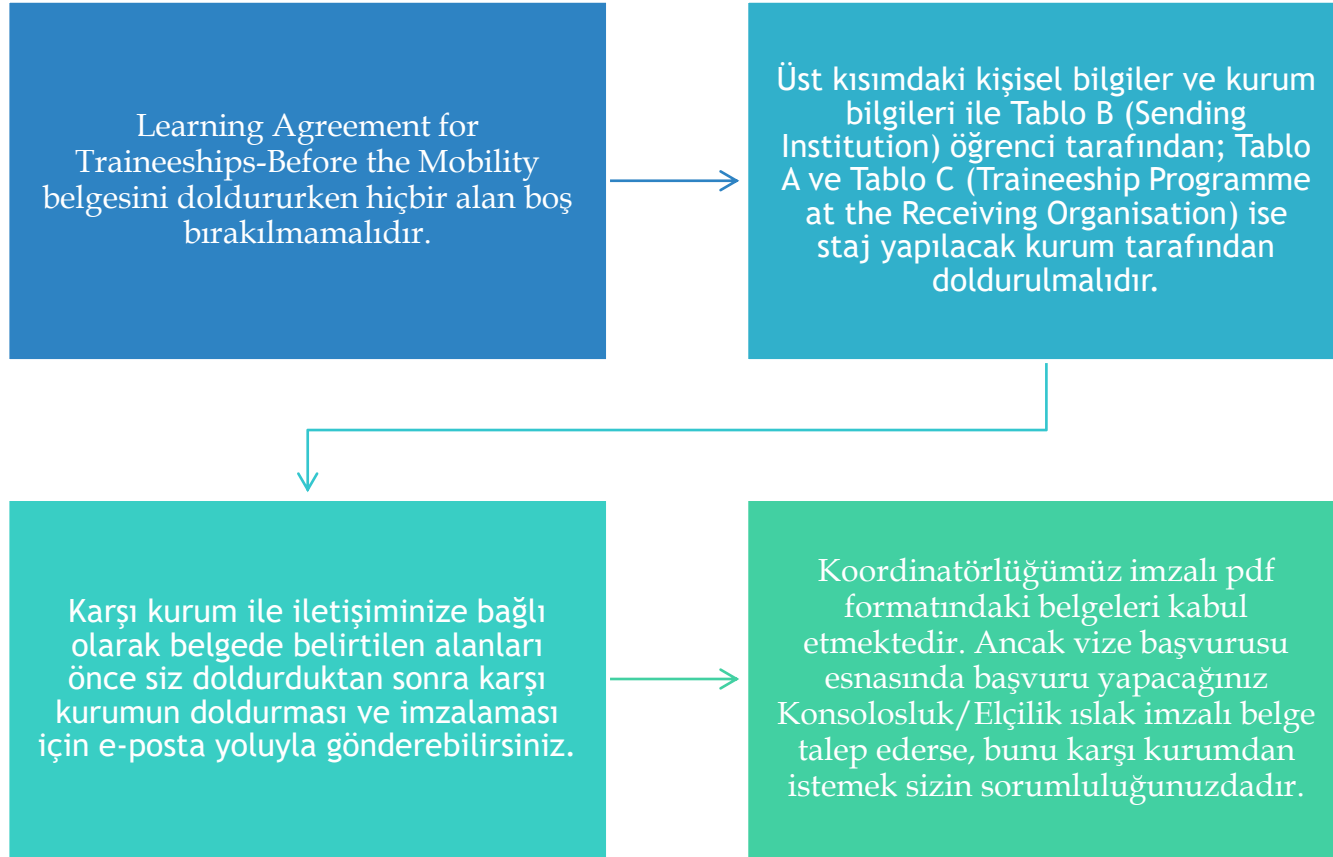 Learning Agreement for
Traineeships-Before the Mobility
belgesini doldururken hiçbir alan boş
bırakılmamalıdır.
Üst kısımdaki kişisel bilgiler ve kurum
bilgileri ile Tablo B (Sending
Institution) öğrenci tarafından; Tablo
A ve Tablo C (Traineeship Programme
at the Receiving Organisation) ise
staj yapılacak kurum tarafından
doldurulmalıdır.
Karşı kurum ile iletişiminize bağlı
olarak belgede belirtilen alanları
önce siz doldurduktan sonra karşı
kurumun doldurması ve imzalaması
için e-posta yoluyla gönderebilirsiniz.
Koordinatörlüğümüz imzalı pdf
formatındaki belgeleri kabul
etmektedir. Ancak vize başvurusu
esnasında başvuru yapacağınız
Konsolosluk/Elçilik ıslak imzalı belge
talep ederse, bunu karşı kurumdan
istemek sizin sorumluluğunuzdadır.